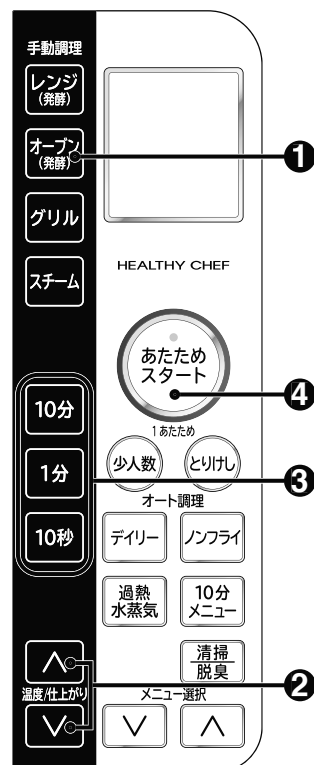 手動調理
レンジ
(発酵)
オーブン
(発酵)
❶
グリル
スチーム
HEALTHY CHEF
あたため
スタート
❹
1あたため
少人数
とりけし
10分
1分
10秒
❸
オート調理
デイリー
ノンフライ
過熱
水蒸気
10分
メニュー
清掃
脱臭
温度/仕上がり
❷
メニュー選択